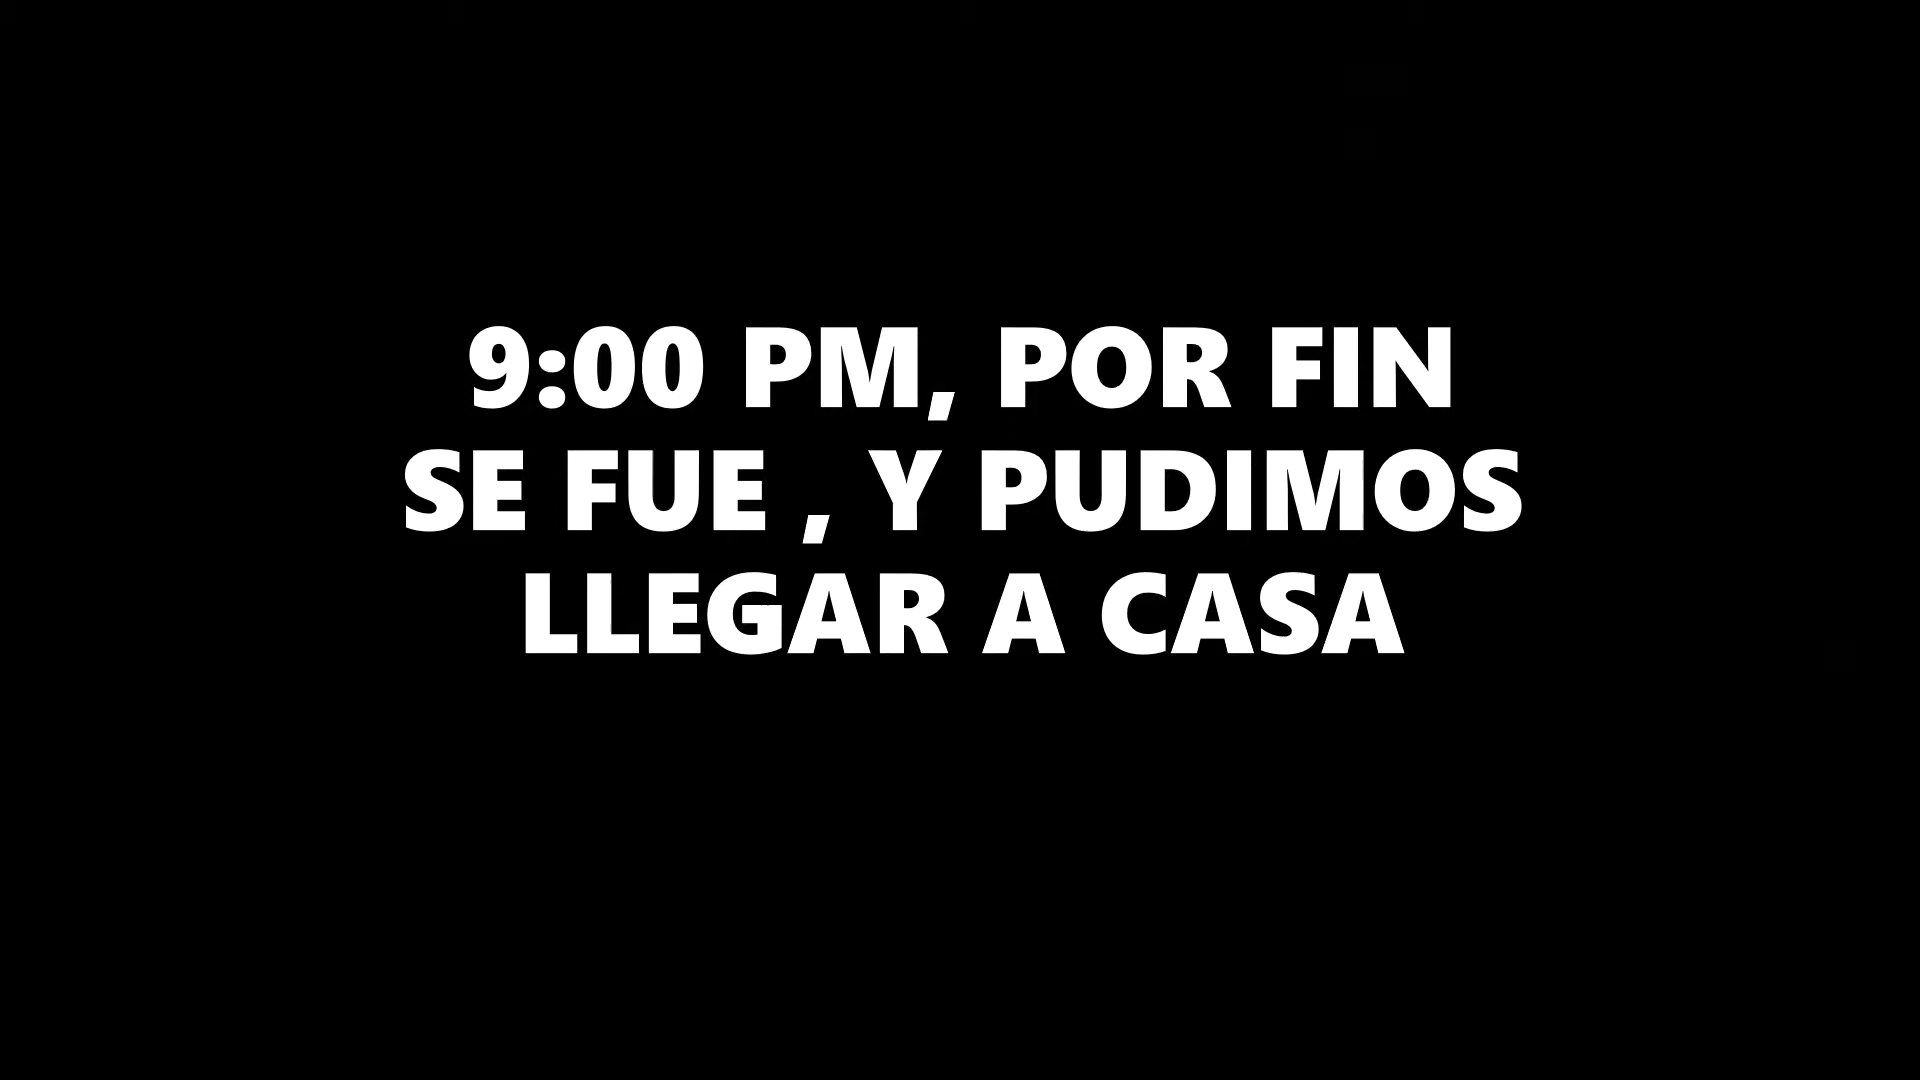 9:00 PM, POR FIN
SE FUE , Y PUDIMOS
LLEGAR A CASA